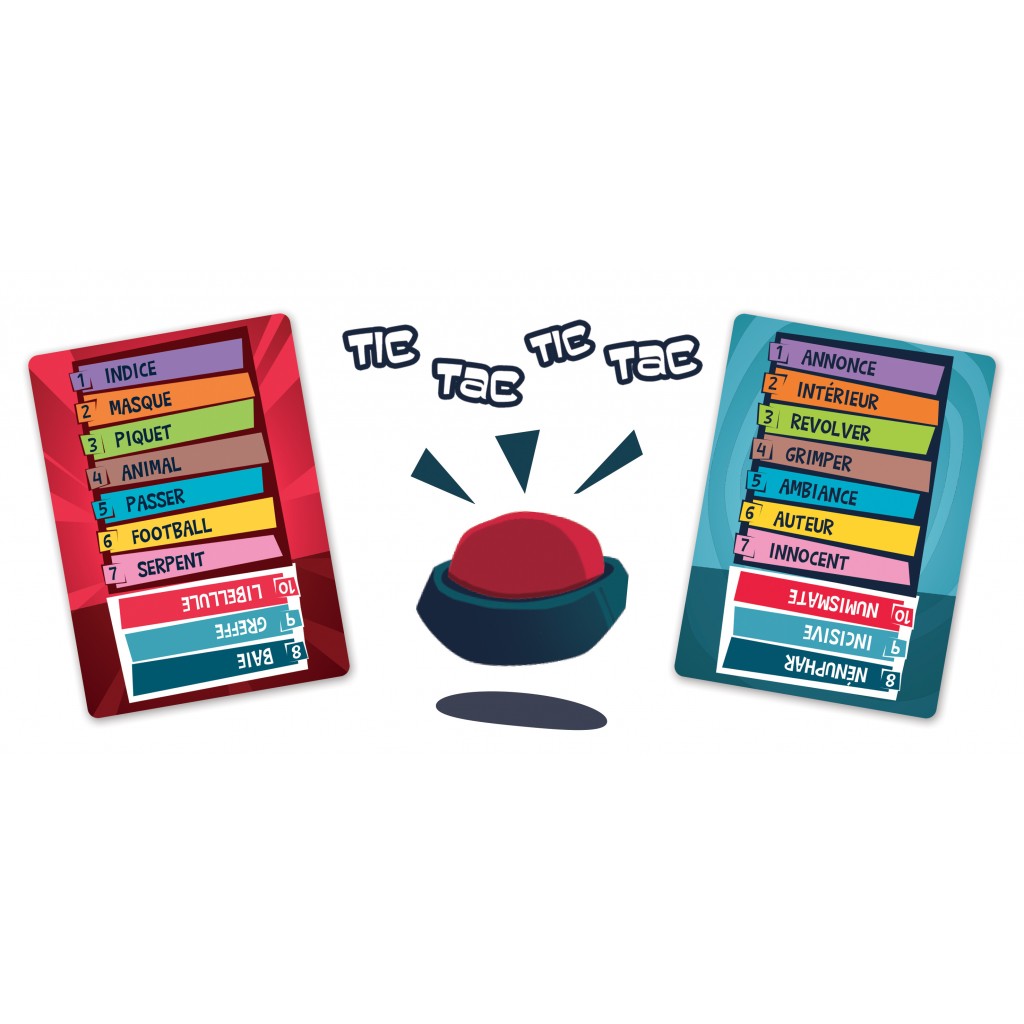 TIC
TAC
TIC
TAC
1 INDICE
2 MASQUE
3 PIQUET
4 ANIMAL
5 PASSER
6 FOOTBALL
7 SERPENT
10 LIBELLULE
9 GREFFE
8 BAIE
1 ANNONCE
2 INTÉRIEUR
3 REVOLVER
4 GRIMPER
5 AMBIANCE
6 AUTEUR
7 INNOCENT
10 NUMISMATE
9 INCISIVE
8 NÉNUPHAR